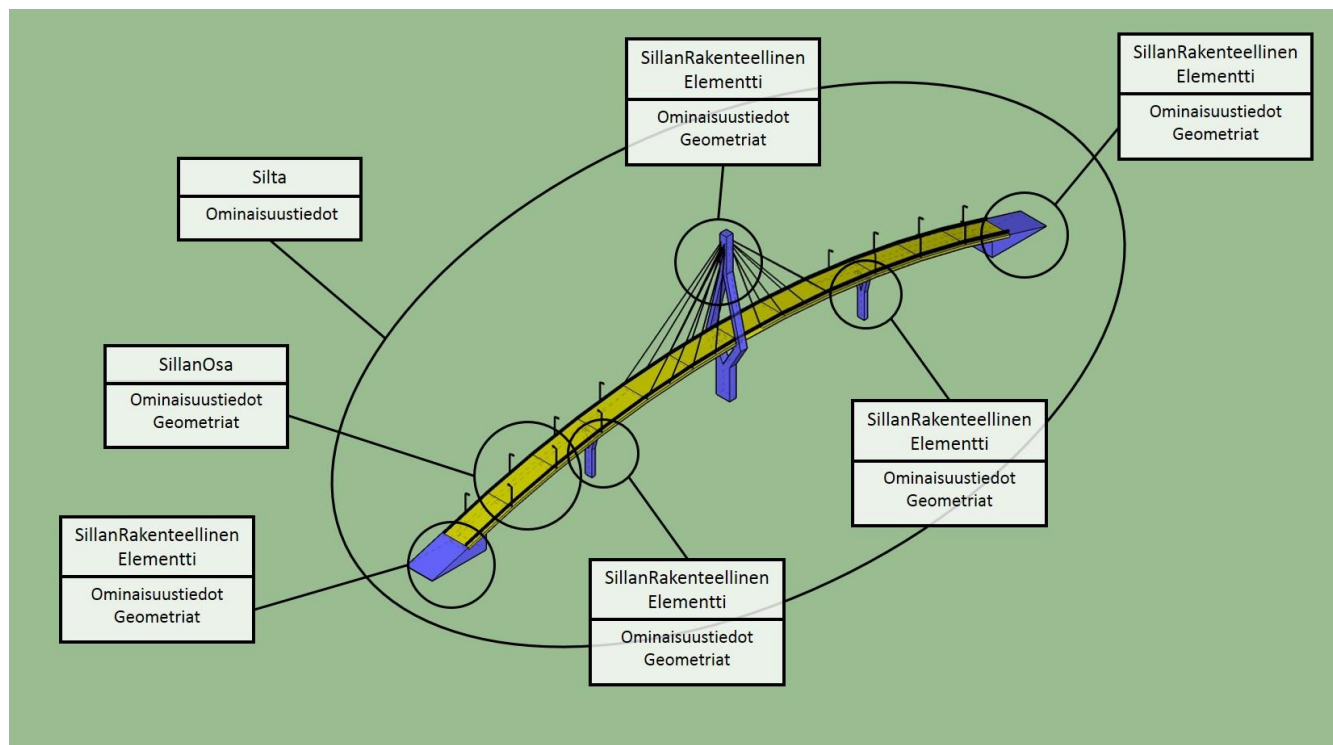 SillanRakenteellinen
Elementti
Ominaisuustiedot
Geometriat
SillanRakenteellinen
Elementti
Ominaisuustiedot
Geometriat
Silta
Ominaisuustiedot
SillanOsa
Ominaisuustiedot
Geometriat
SillanRakenteellinen
Elementti
Ominaisuustiedot
Geometriat
SillanRakenteellinen
Elementti
Ominaisuustiedot
Geometriat
SillanRakenteellinen
Elementti
Ominaisuustiedot
Geometriat